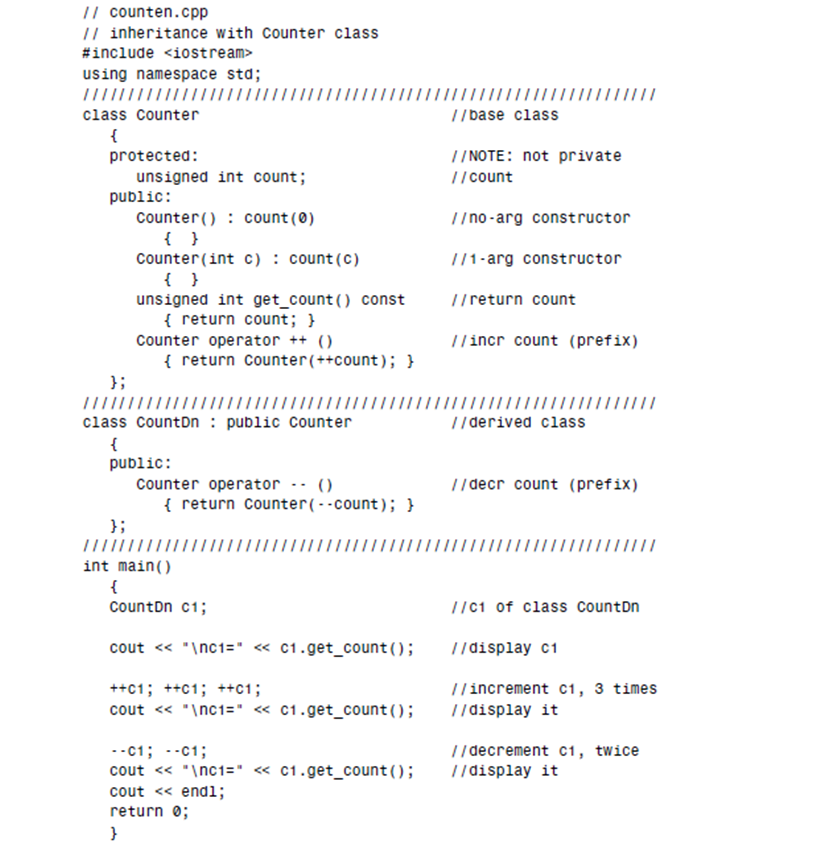 // counten.cpp
// inheritance with Counter class
#include <iostream>
using namespace std;
////////////////////////////////////////////////////////////////
class Counter                            //base class
   {
   protected:                            //NOTE: not private
      unsigned int count;                //count
   public:
      Counter() : count(0)               //no-arg constructor
         {  }
      Counter(int c) : count(c)          //1-arg constructor
         {  }
      unsigned int get_count() const     //return count
         { return count; }
      Counter operator ++ ()             //incr count (prefix)
         { return Counter(++count); }
   };
////////////////////////////////////////////////////////////////
class CountDn : public Counter           //derived class
   {
   public:
      Counter operator -- ()             //decr count (prefix)
         { return Counter(--count); }
   };
////////////////////////////////////////////////////////////////
int main()
   {
   CountDn c1;                           //c1 of class CountDn
   cout << "\nc1=" << c1.get_count();    //display c1
   ++c1; ++c1; ++c1;                     //increment c1, 3 times
   cout << "\nc1=" << c1.get_count();    //display it
   --c1; --c1;                           //decrement c1, twice
   cout << "\nc1=" << c1.get_count();    //display it
   cout << endl;
   return 0;
   }